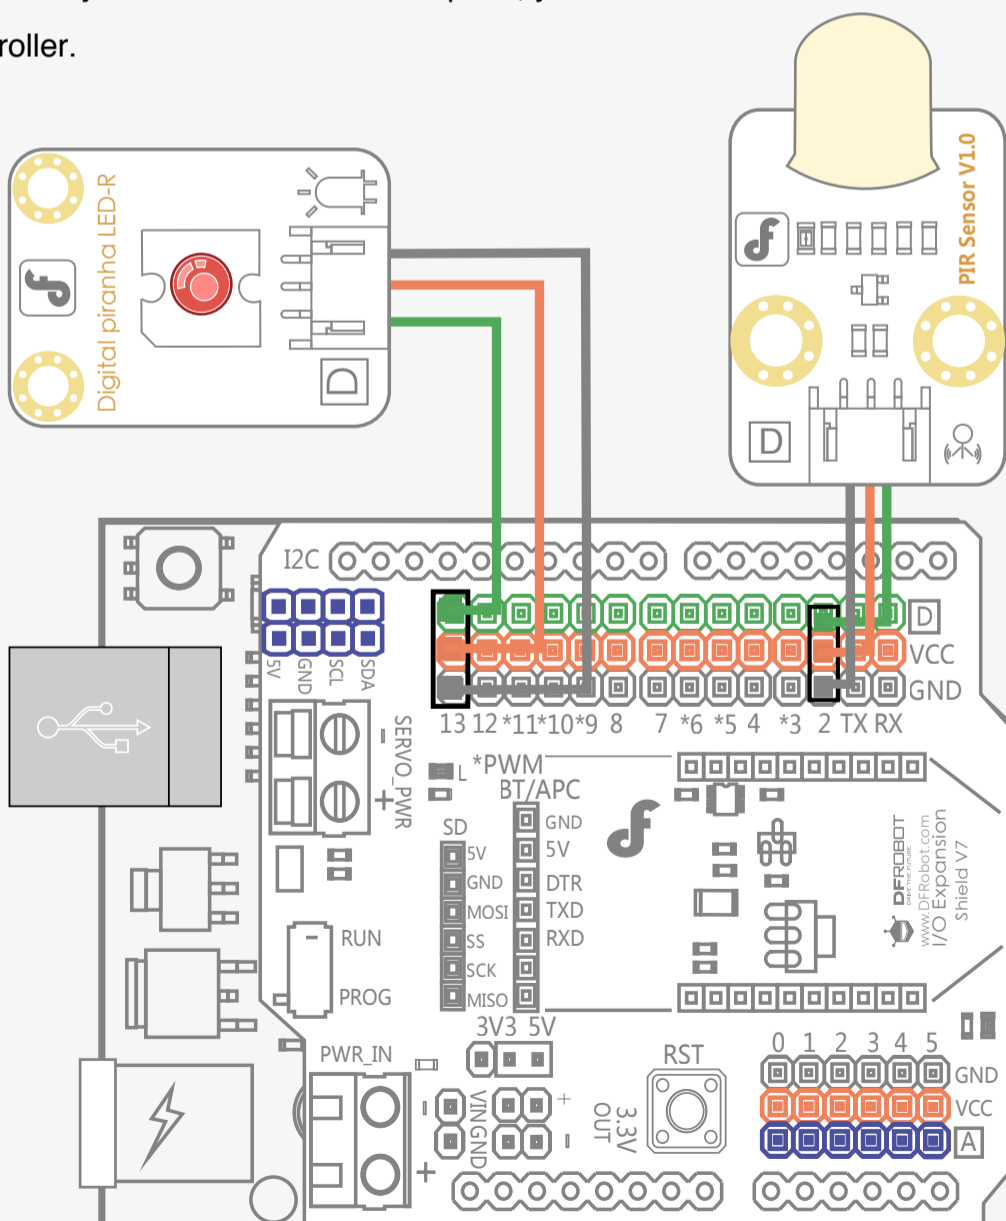 roller.
Digital piranha LED-R
D
PIR Sensor V1.0
D
I2C
D
VCC
GND
5V
GND
SCL
SDA
13 12 *11 *10 *9 8 7 *6 *5 4 *3 2 TX RX
SERVO_PWR
-
+
L
*PWM
BT/APC
GND
5V
DTR
TXD
RXD
SD
5V
GND
MOSI
SS
SCK
MISO
RUN
PROG
DFROBOT
DRIVE THE FUTURE
www.DFRobot.com
I/O Expansion
Shield V7
3V3 5V
PWR_IN
-
+
VIN
GND
+
-
3.3V
OUT
RST
0 1 2 3 4 5
GND
VCC
A